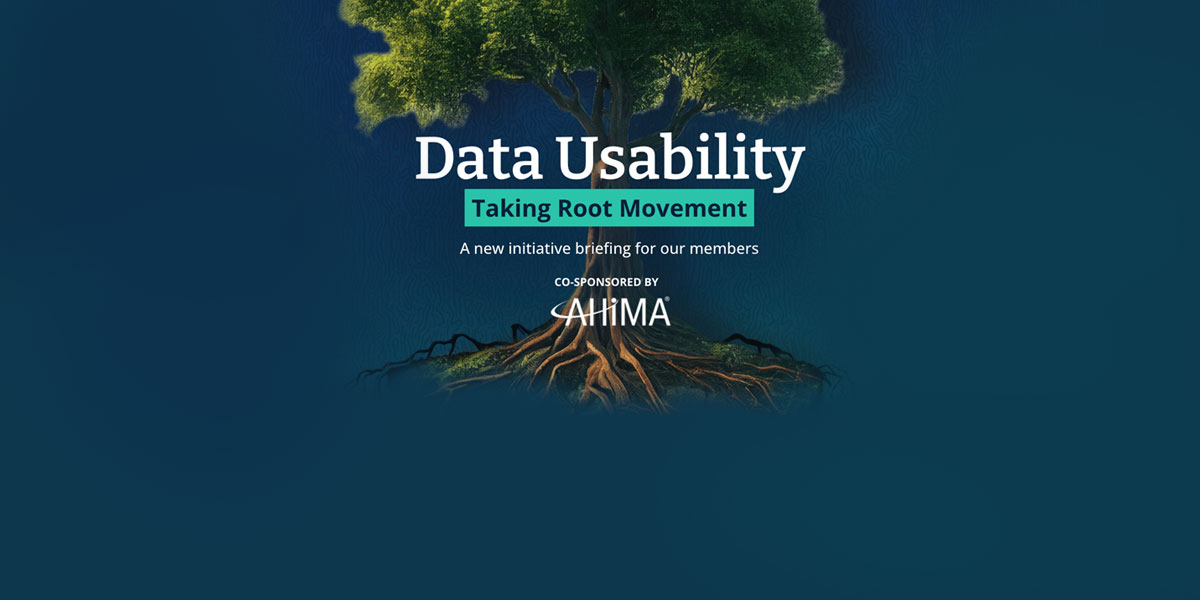 Data Usability
Taking Root Movement
A new initiative briefing for our members
CO-SPONSORED BY
AHiMA®